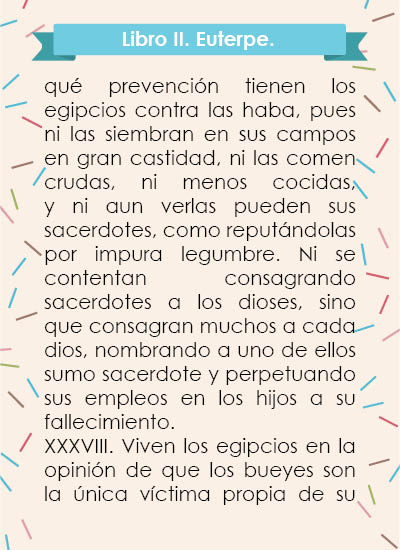 Libro II. Euterpe.
qué prevención tienen los
egipcios contra las haba, pues
ni las siembran en sus campos
en gran castidad, ni las comen
crudas, ni menos cocidas,
y ni aun verlas pueden sus
sacerdotes, como reputándolas
por impura legumbre. Ni se
contentan consagrando
sacerdotes a los dioses, sino
que consagran muchos a cada
dios, nombrando a uno de ellos
sumo sacerdote y perpetuando
sus empleos en los hijos a su
fallecimiento.
XXXVIII. Viven los egipcios en la
opinión de que los bueyes son
la única víctima propia de su